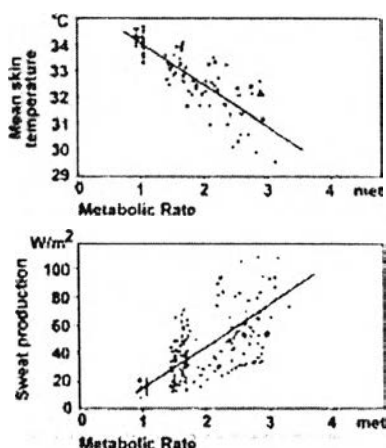 °C
34
33
Mean skin
temperature
32
31
30
29
0 1 2 3 4 met
Metabolic Rate
W/m²
100
80
Sweat production
60
40
20
0
0 1 2 3 4 met
Metabolic Rate